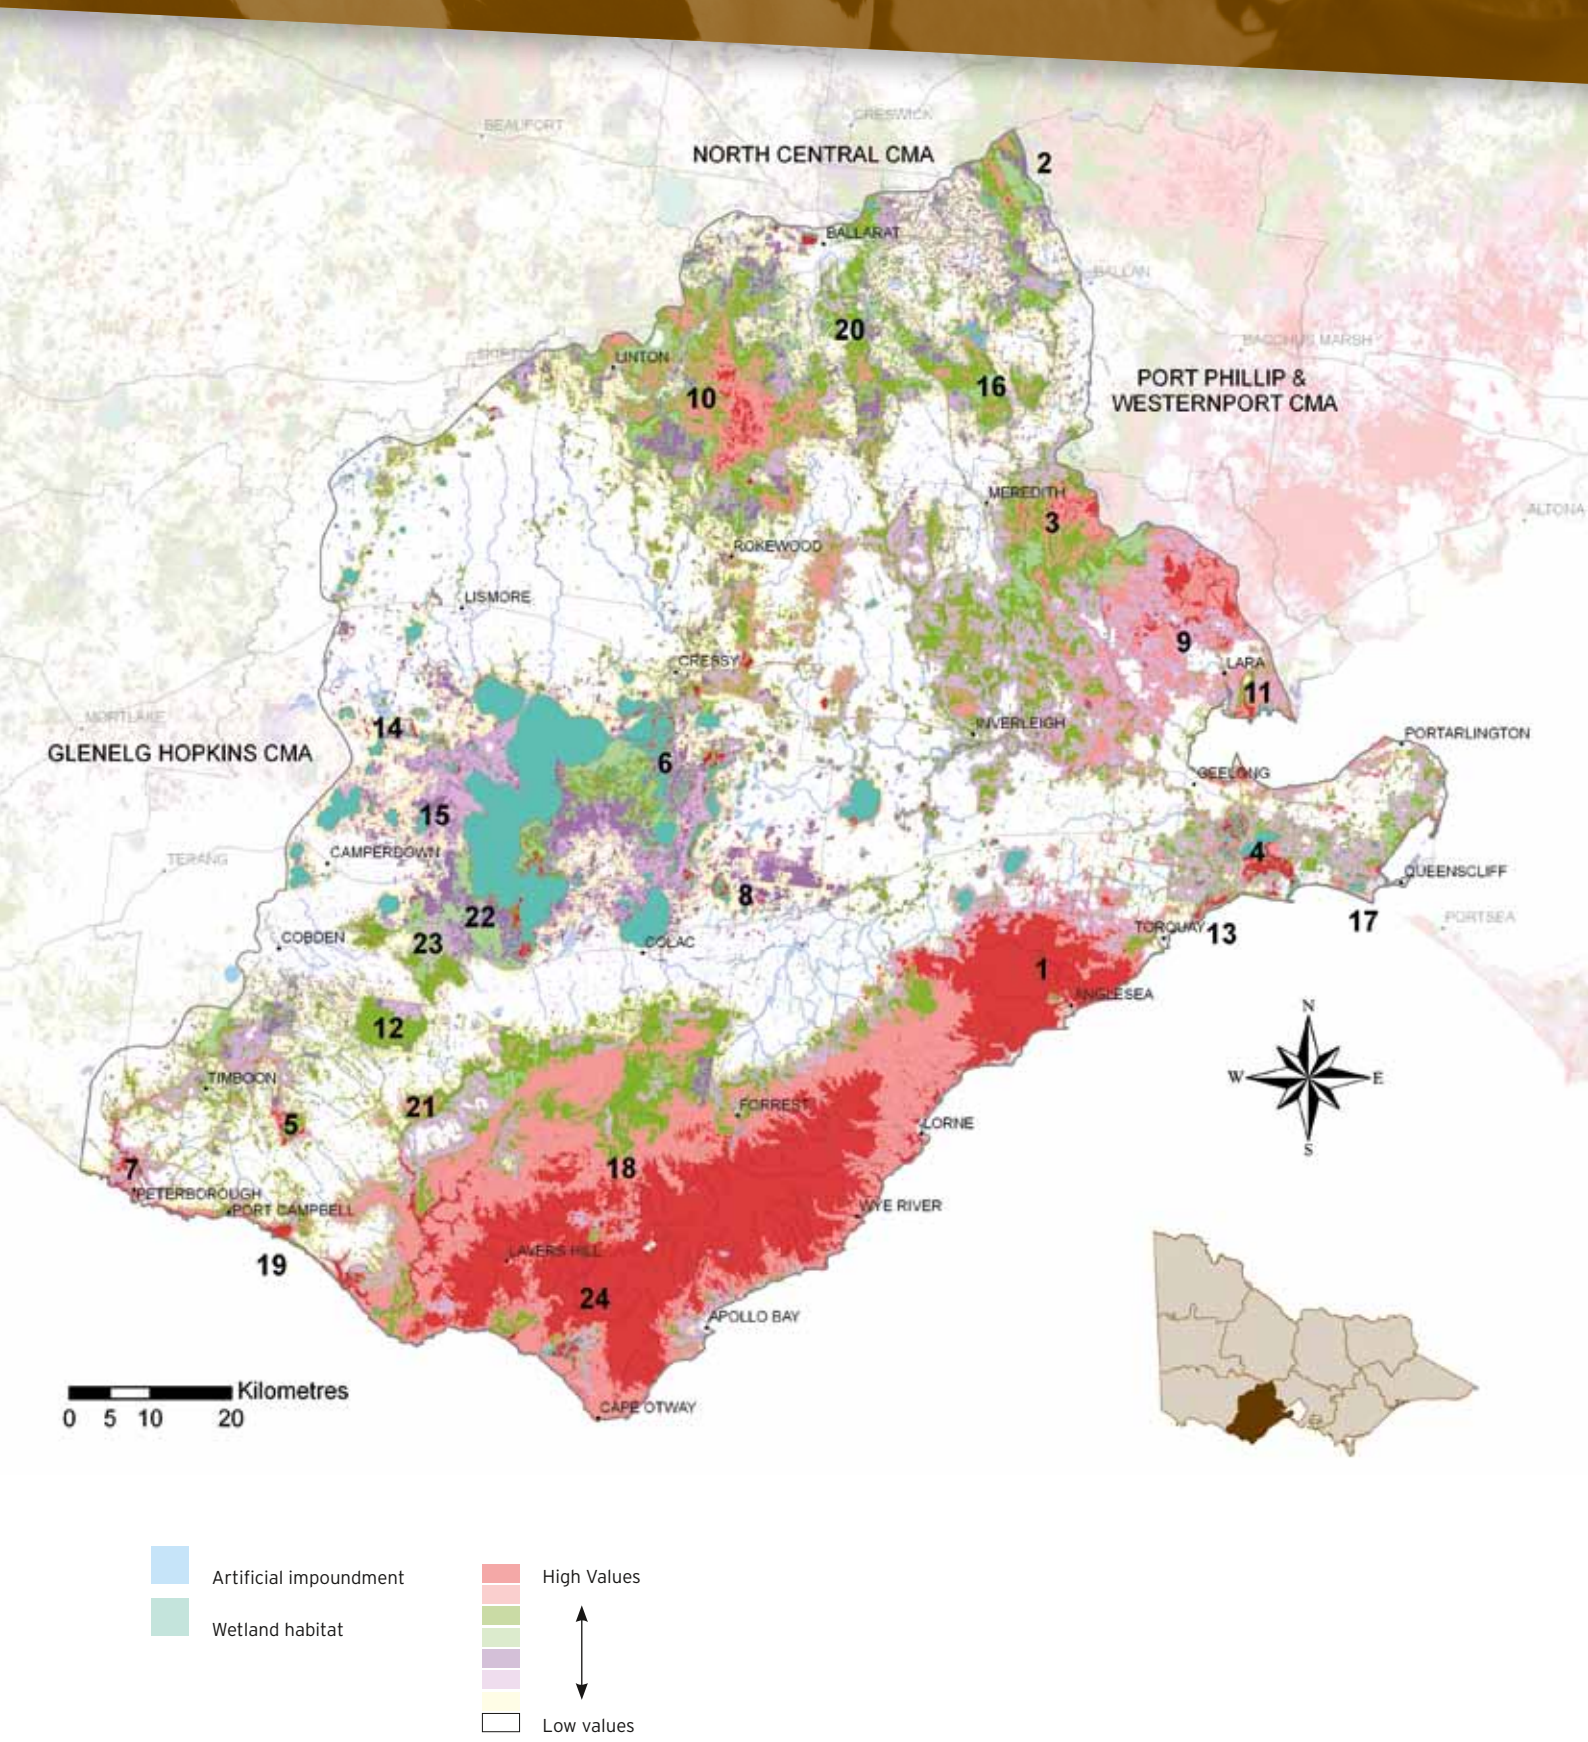 CRESWICK
BEAUFORT
NORTH CENTRAL CMA
2
BALLARAT
BALLAN
20
BACCHUS MARSH
LINTON
PORT PHILLIP &
WESTERNPORT CMA
16
10
MEREDITH
3
ALTONA
ROKEWOOD
LISMORE
9
CRESSY
LARA
11
MORTLAKE
14
INVERLEIGH
PORTARLINGTON
GLENELG HOPKINS CMA
6
GEELONG
15
CAMPERDOWN
4
TERANG
QUEENSCLIFF
8
22
17
PORTSEA
TORQUAY
13
COBDEN
23
COLAC
1
ANGLESEA
N
12
TIMBOON
W
E
21
FORREST
5
LORNE
S
7
18
PETERBOROUGH
PORT CAMPBELL
WYE RIVER
LAVERS HILL
19
24
APOLLO BAY
Kilometres
CAPE OTWAY
0 5 10 20
Artificial impoundment
High Values
Wetland habitat
Low values